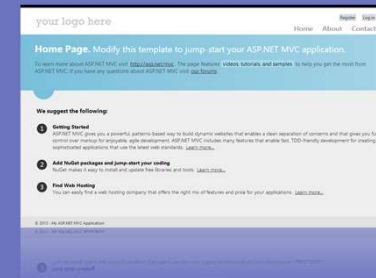 your logo here
Register Log in
Home About Contact
Home Page. Modify this template to jump-start your ASP.NET MVC application.
To learn more about ASP.NET MVC visit http://asp.net/mvc. The page features videos, tutorials, and samples to help you get the most from
ASP.NET MVC. If you have any questions about ASP.NET MVC visit our forums.
We suggest the following:
1 Getting Started
ASP.NET MVC gives you a powerful, patterns-based way to build dynamic websites that enables a clean separation of concerns and that gives you fu
control over markup for enjoyable, agile development. ASP.NET MVC includes many features that enable fast, TDD-friendly development for creating
sophisticated applications that use the latest web standards. Learn more...
2 Add NuGet packages and jump-start your coding
NuGet makes it easy to install and update free libraries and tools. Learn more...
3 Find Web Hosting
You can easily find a web hosting company that offers the right mix of features and price for your applications. Learn more...
My ASP.NET MVC Application